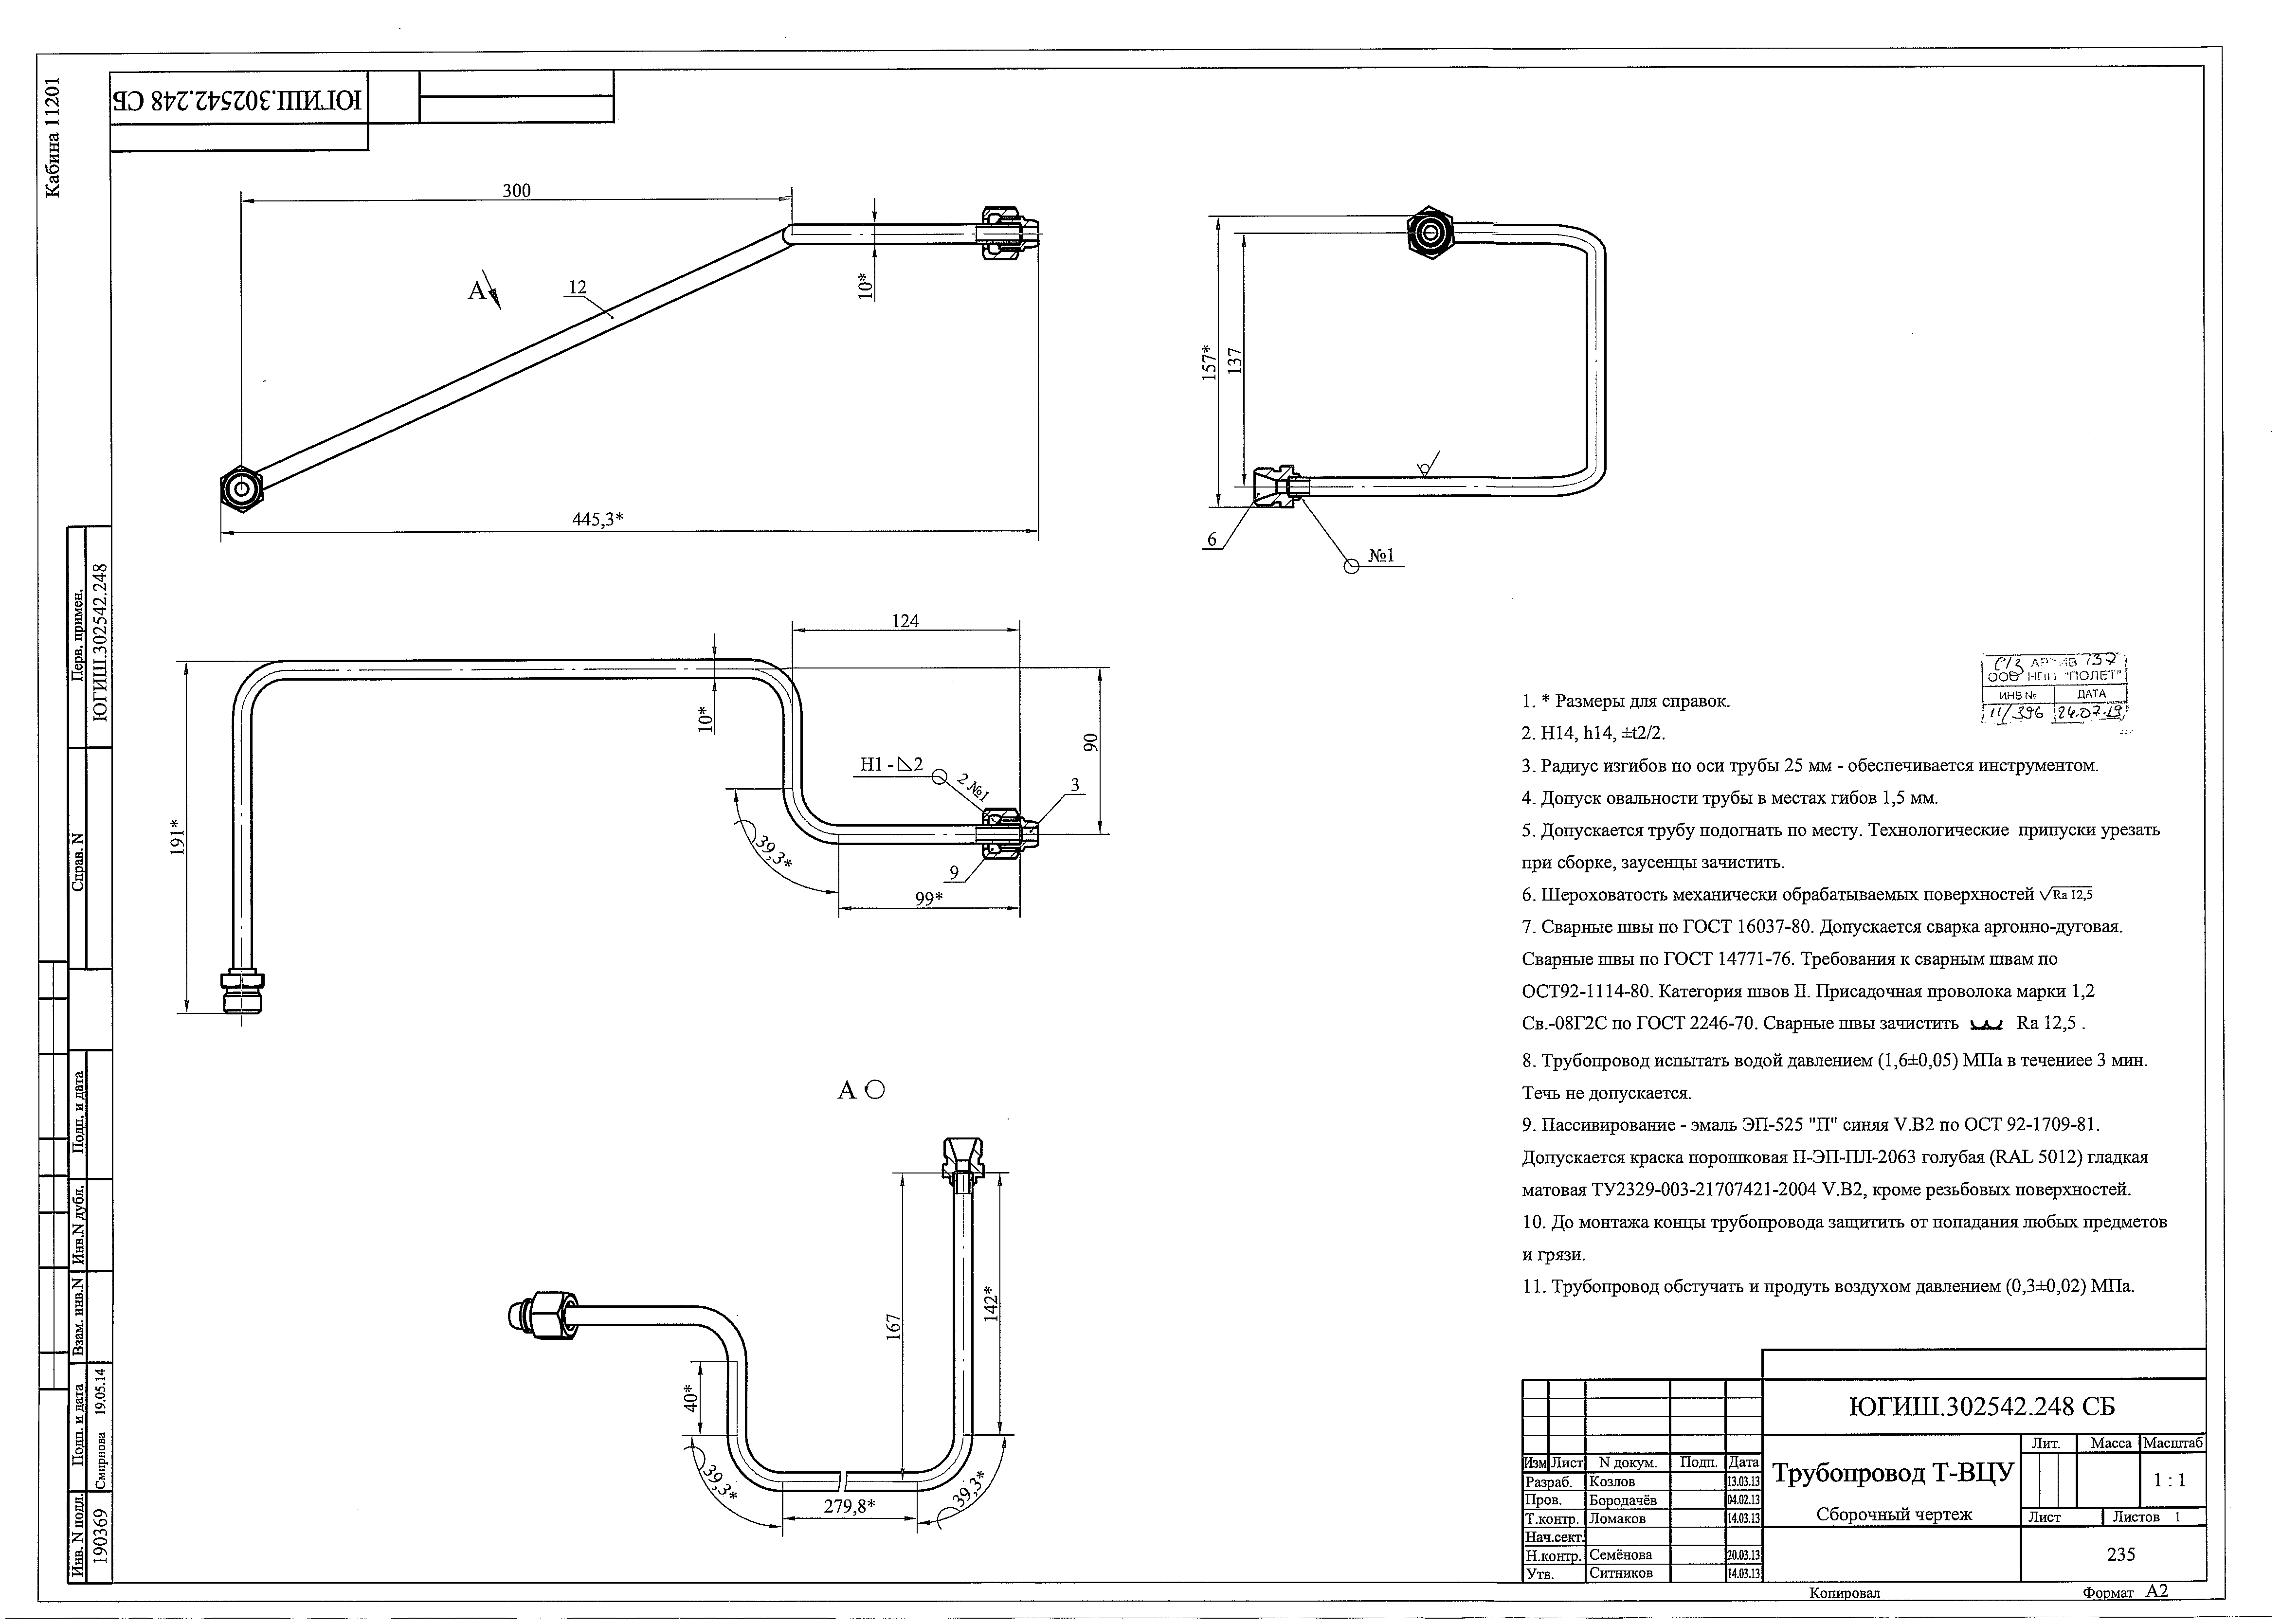 Кабина 11201
ЮГИШ.302542.248 СБ
300
А
12
10*
445,3*
157*
137
6
№1
124
10*
191*
90
Н1 - ⊿2
2 №1
3
39,3*
9
99*
А
167
142*
40*
39,3*
279,8*
39,3*
АРХИВ 137
ООО НПП "ПОЛЕТ"
ИНВ № ДАТА
11/396 24.07.19
1. * Размеры для справок.
2. H14, h14, ±t2/2.
3. Радиус изгибов по оси трубы 25 мм - обеспечивается инструментом.
4. Допуск овальности трубы в местах гибов 1,5 мм.
5. Допускается трубу подогнать по месту. Технологические припуски урезать
при сборке, заусенцы зачистить.
6. Шероховатость механически обрабатываемых поверхностей √Ra 12,5
7. Сварные швы по ГОСТ 16037-80. Допускается сварка аргонно-дуговая.
Сварные швы по ГОСТ 14771-76. Требования к сварным швам по
ОСТ92-1114-80. Категория швов II. Присадочная проволока марки 1,2
Св.-08Г2С по ГОСТ 2246-70. Сварные швы зачистить Ra 12,5 .
8. Трубопровод испытать водой давлением (1,6±0,05) МПа в течениее 3 мин.
Течь не допускается.
9. Пассивирование - эмаль ЭП-525 "П" синяя V.B2 по ОСТ 92-1709-81.
Допускается краска порошковая П-ЭП-ПЛ-2063 голубая (RAL 5012) гладкая
матовая ТУ2329-003-21707421-2004 V.B2, кроме резьбовых поверхностей.
10. До монтажа концы трубопровода защитить от попадания любых предметов
и грязи.
11. Трубопровод обстучать и продуть воздухом давлением (0,3±0,02) МПа.
Перв. примен.
ЮГИШ.302542.248
Справ. N
Подп. и дата
Инв.N дубл.
Взам. инв.N
Подп. и дата
Смирнова 19.05.14
Инв. N подл.
190369
ЮГИШ.302542.248 СБ
Изм Лист N докум. Подп. Дата
Разраб. Козлов 13.03.13
Пров. Бородачёв 04.02.13
Т.контр. Ломаков 14.03.13
Нач.сект.
Н.контр. Семёнова 20.03.13
Утв. Ситников 14.03.13
Трубопровод Т-ВЦУ
Сборочный чертеж
Лит. Масса Масштаб
1 : 1
Лист Листов 1
235
Копировал Формат А2